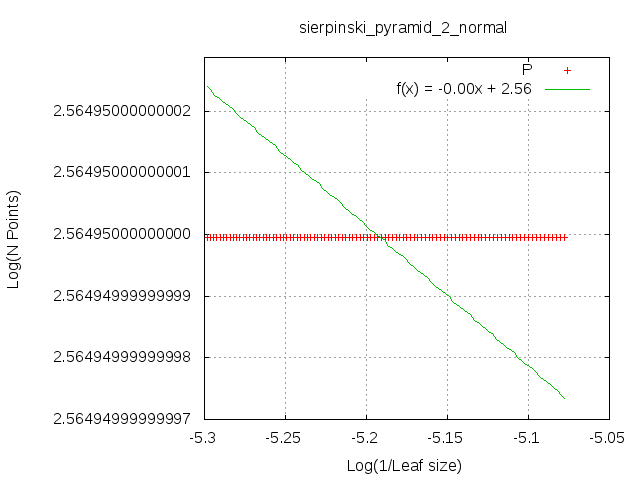 sierpinski_pyramid_2_normal
P
f(x) = -0.00x + 2.56
2.56495000000002
2.56495000000001
2.56495000000000
2.56494999999999
2.56494999999998
2.56494999999997
-5.3 -5.25 -5.2 -5.15 -5.1 -5.05
Log(N Points)
Log(1/Leaf size)